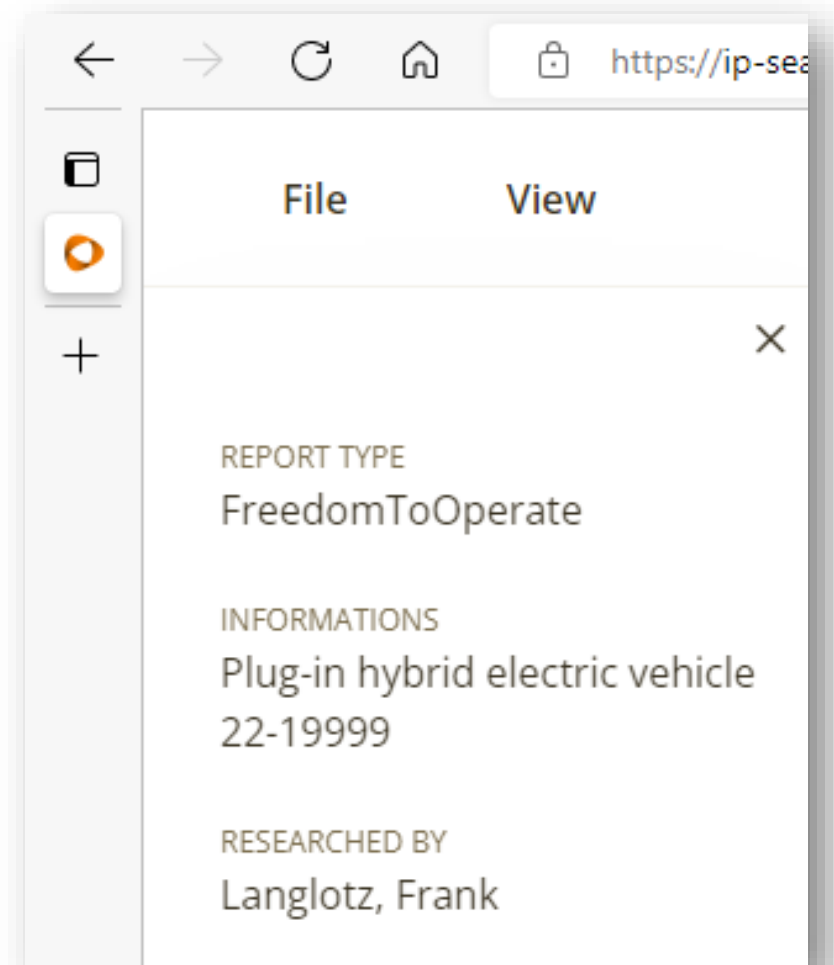 https://ip-sea
File View
REPORT TYPE
FreedomToOperate
INFORMATIONS
Plug-in hybrid electric vehicle
22-19999
RESEARCHED BY
Langlotz, Frank